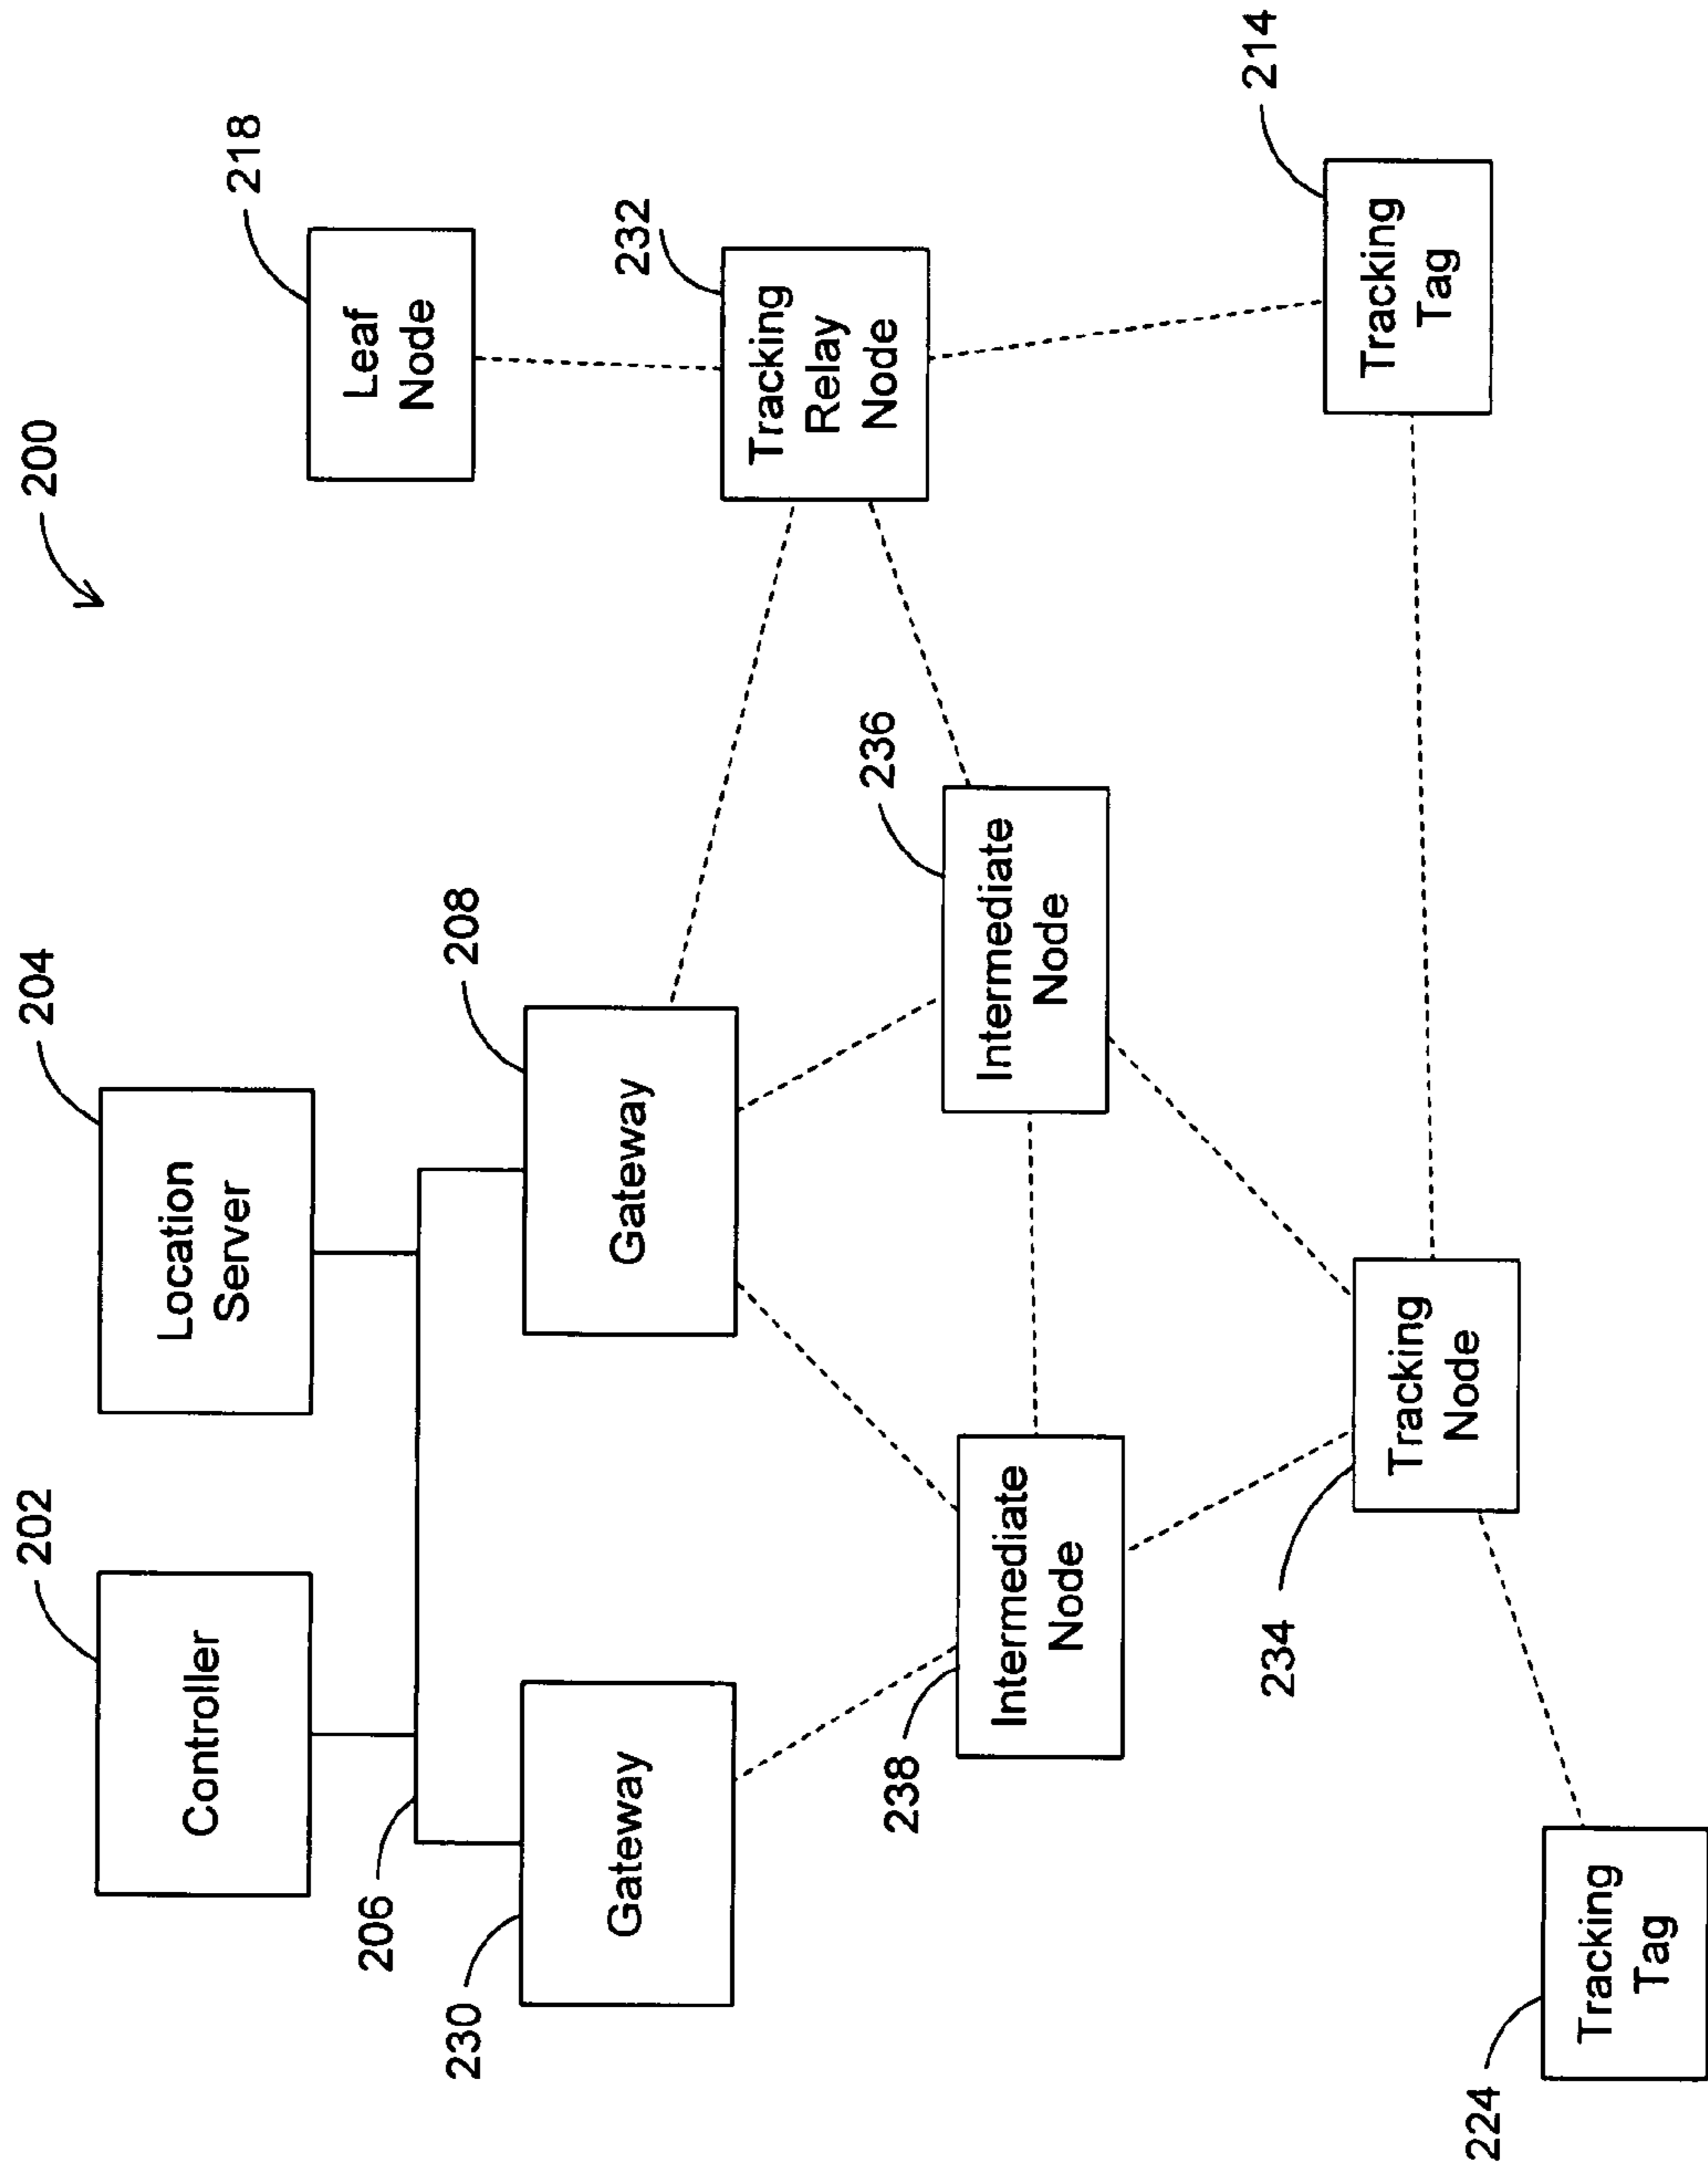 200
202
Controller
204
Location
Server
218
Leaf
Node
206
230
Gateway
208
Gateway
232
Tracking
Relay
Node
238
Intermediate
Node
236
Intermediate
Node
234
Tracking
Node
214
Tracking
Tag
224
Tracking
Tag